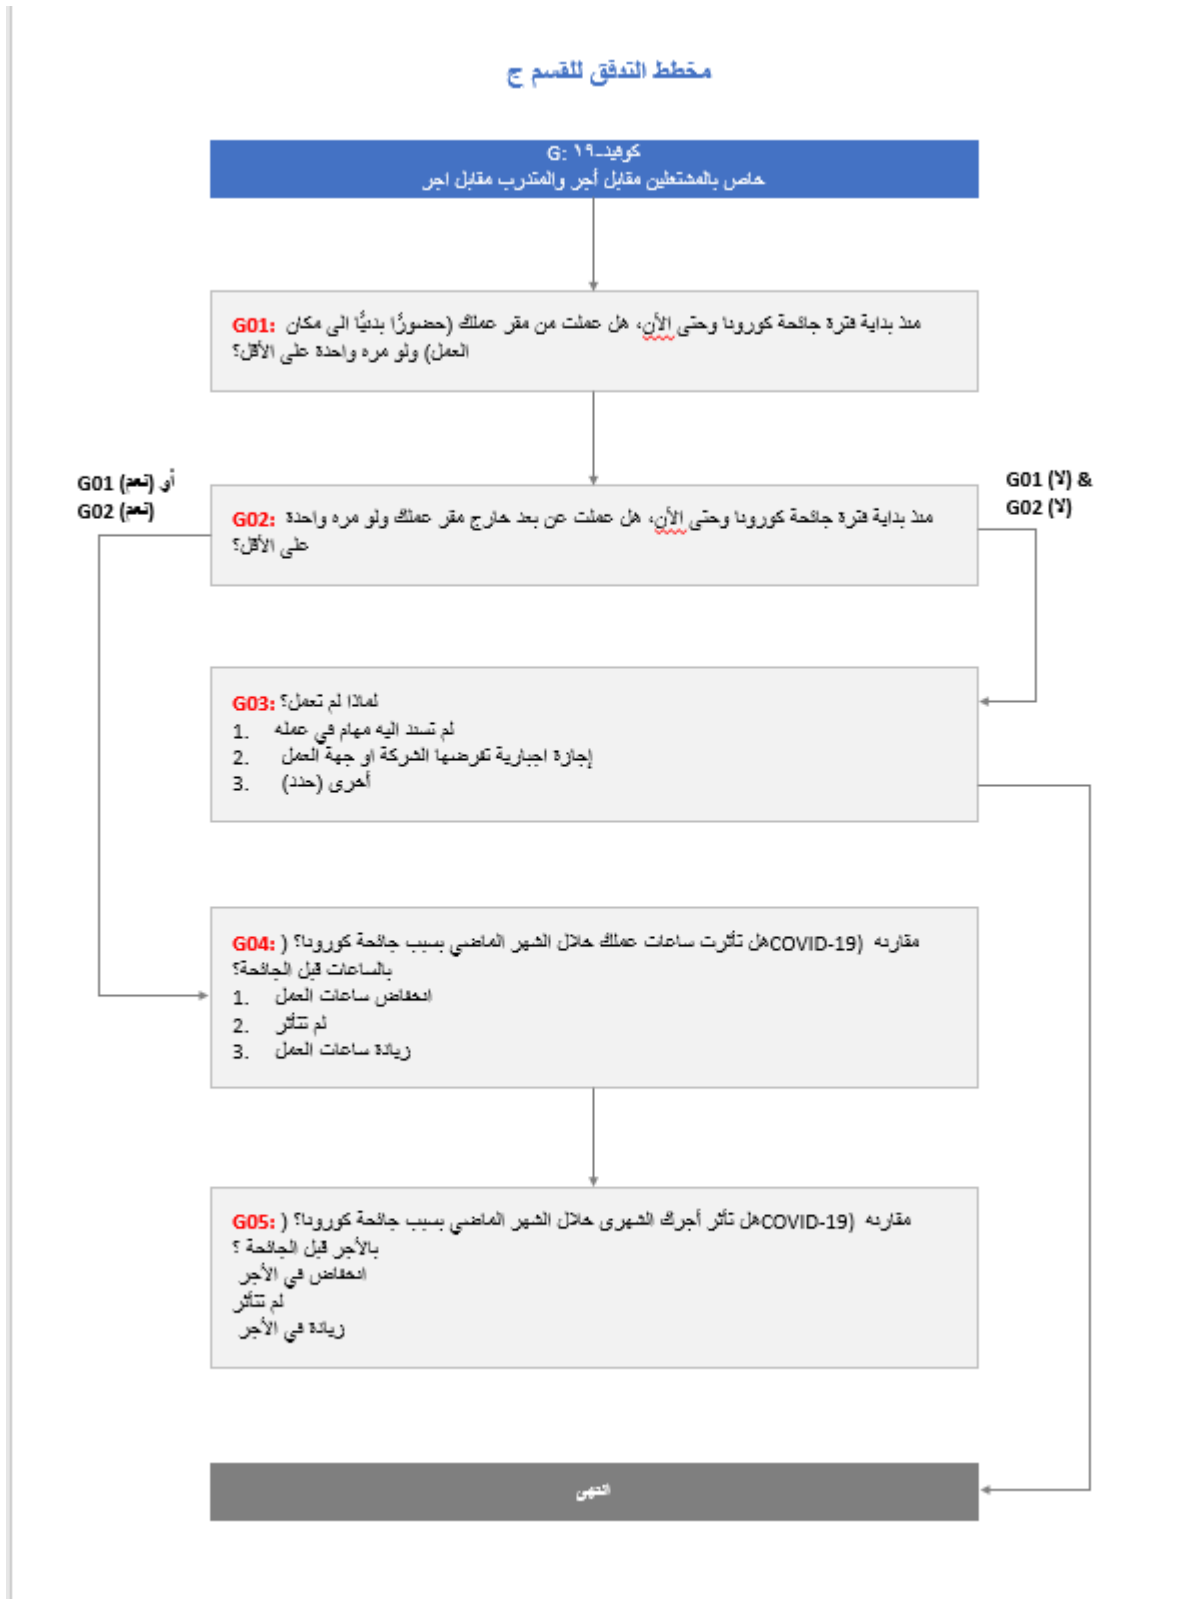 مخطط التدفق للقسم ج
G: كوفيد-١٩
خاص بالمشتغلين مقابل أجر والمتدرب مقابل اجر
G01: منذ بداية فترة جائحة كورونا وحتى الأن، هل عملت من مقر عملك (حضورًا بدنيًا الى مكان
العمل) ولو مره واحدة على الأقل؟
G01 (نعم) أو
G02 (نعم)
G01 (لا) &
G02 (لا)
G02: منذ بداية فترة جائحة كورونا وحتى الأن، هل عملت عن بعد خارج مقر عملك ولو مره واحدة
على الأقل؟
G03: لماذا لم تعمل؟
1. لم تسند اليه مهام في عمله
2. إجازة اجبارية تفرضها الشركة او جهة العمل
3. أخرى (حدد)
G04: هل تأثرت ساعات عملك خلال الشهر الماضي بسبب جائحة كورونا؟ (COVID-19) مقارنه
بالساعات قبل الجائحة؟
1. انخفاض ساعات العمل
2. لم تتأثر
3. زيادة ساعات العمل
G05: هل تأثر أجرك الشهري خلال الشهر الماضي بسبب جائحة كورونا؟ (COVID-19) مقارنه
بالأجر قبل الجائحة ؟
انخفاض في الأجر
لم تتأثر
زيادة في الأجر
انتهى